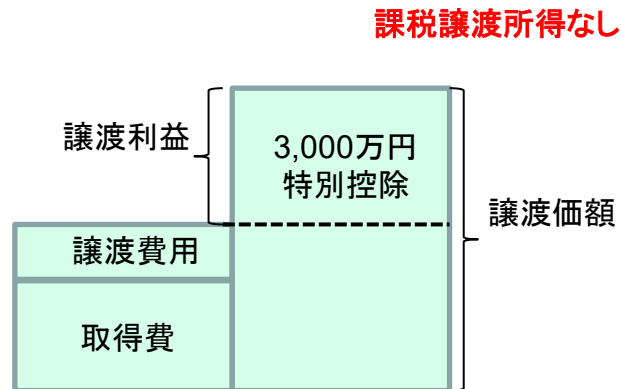 課税譲渡所得なし
譲渡利益
3,000万円
特別控除
譲渡価額
譲渡費用
取得費